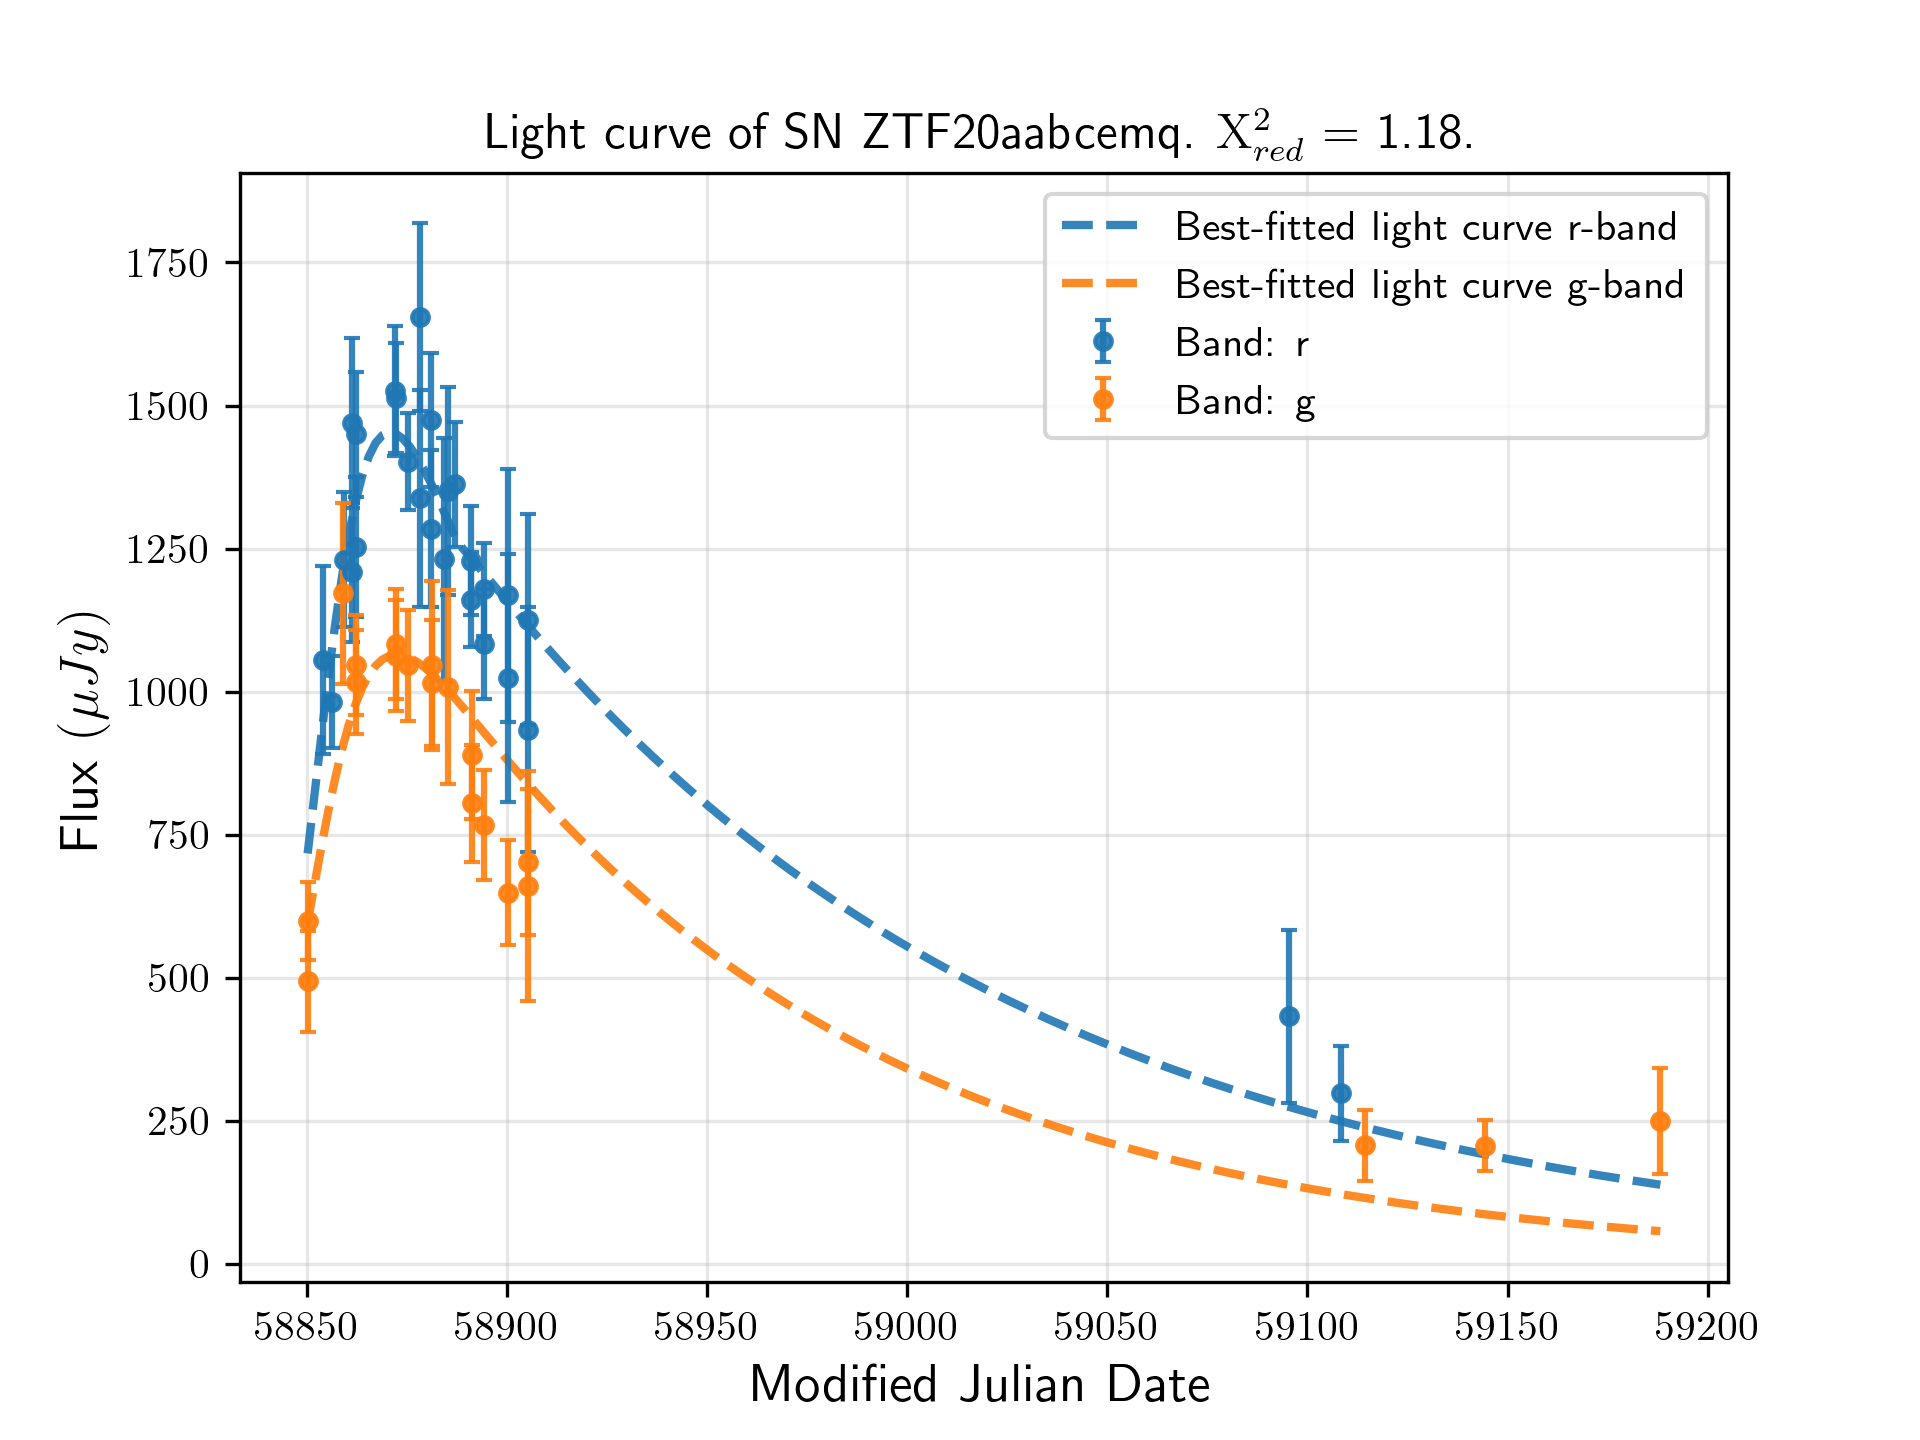 Light curve of SN ZTF20aabcemq. X²_red = 1.18.
Best-fitted light curve r-band
Best-fitted light curve g-band
Band: r
Band: g
1750
1500
1250
1000
750
500
250
0
Flux (μJy)
58850 58900 58950 59000 59050 59100 59150 59200
Modified Julian Date